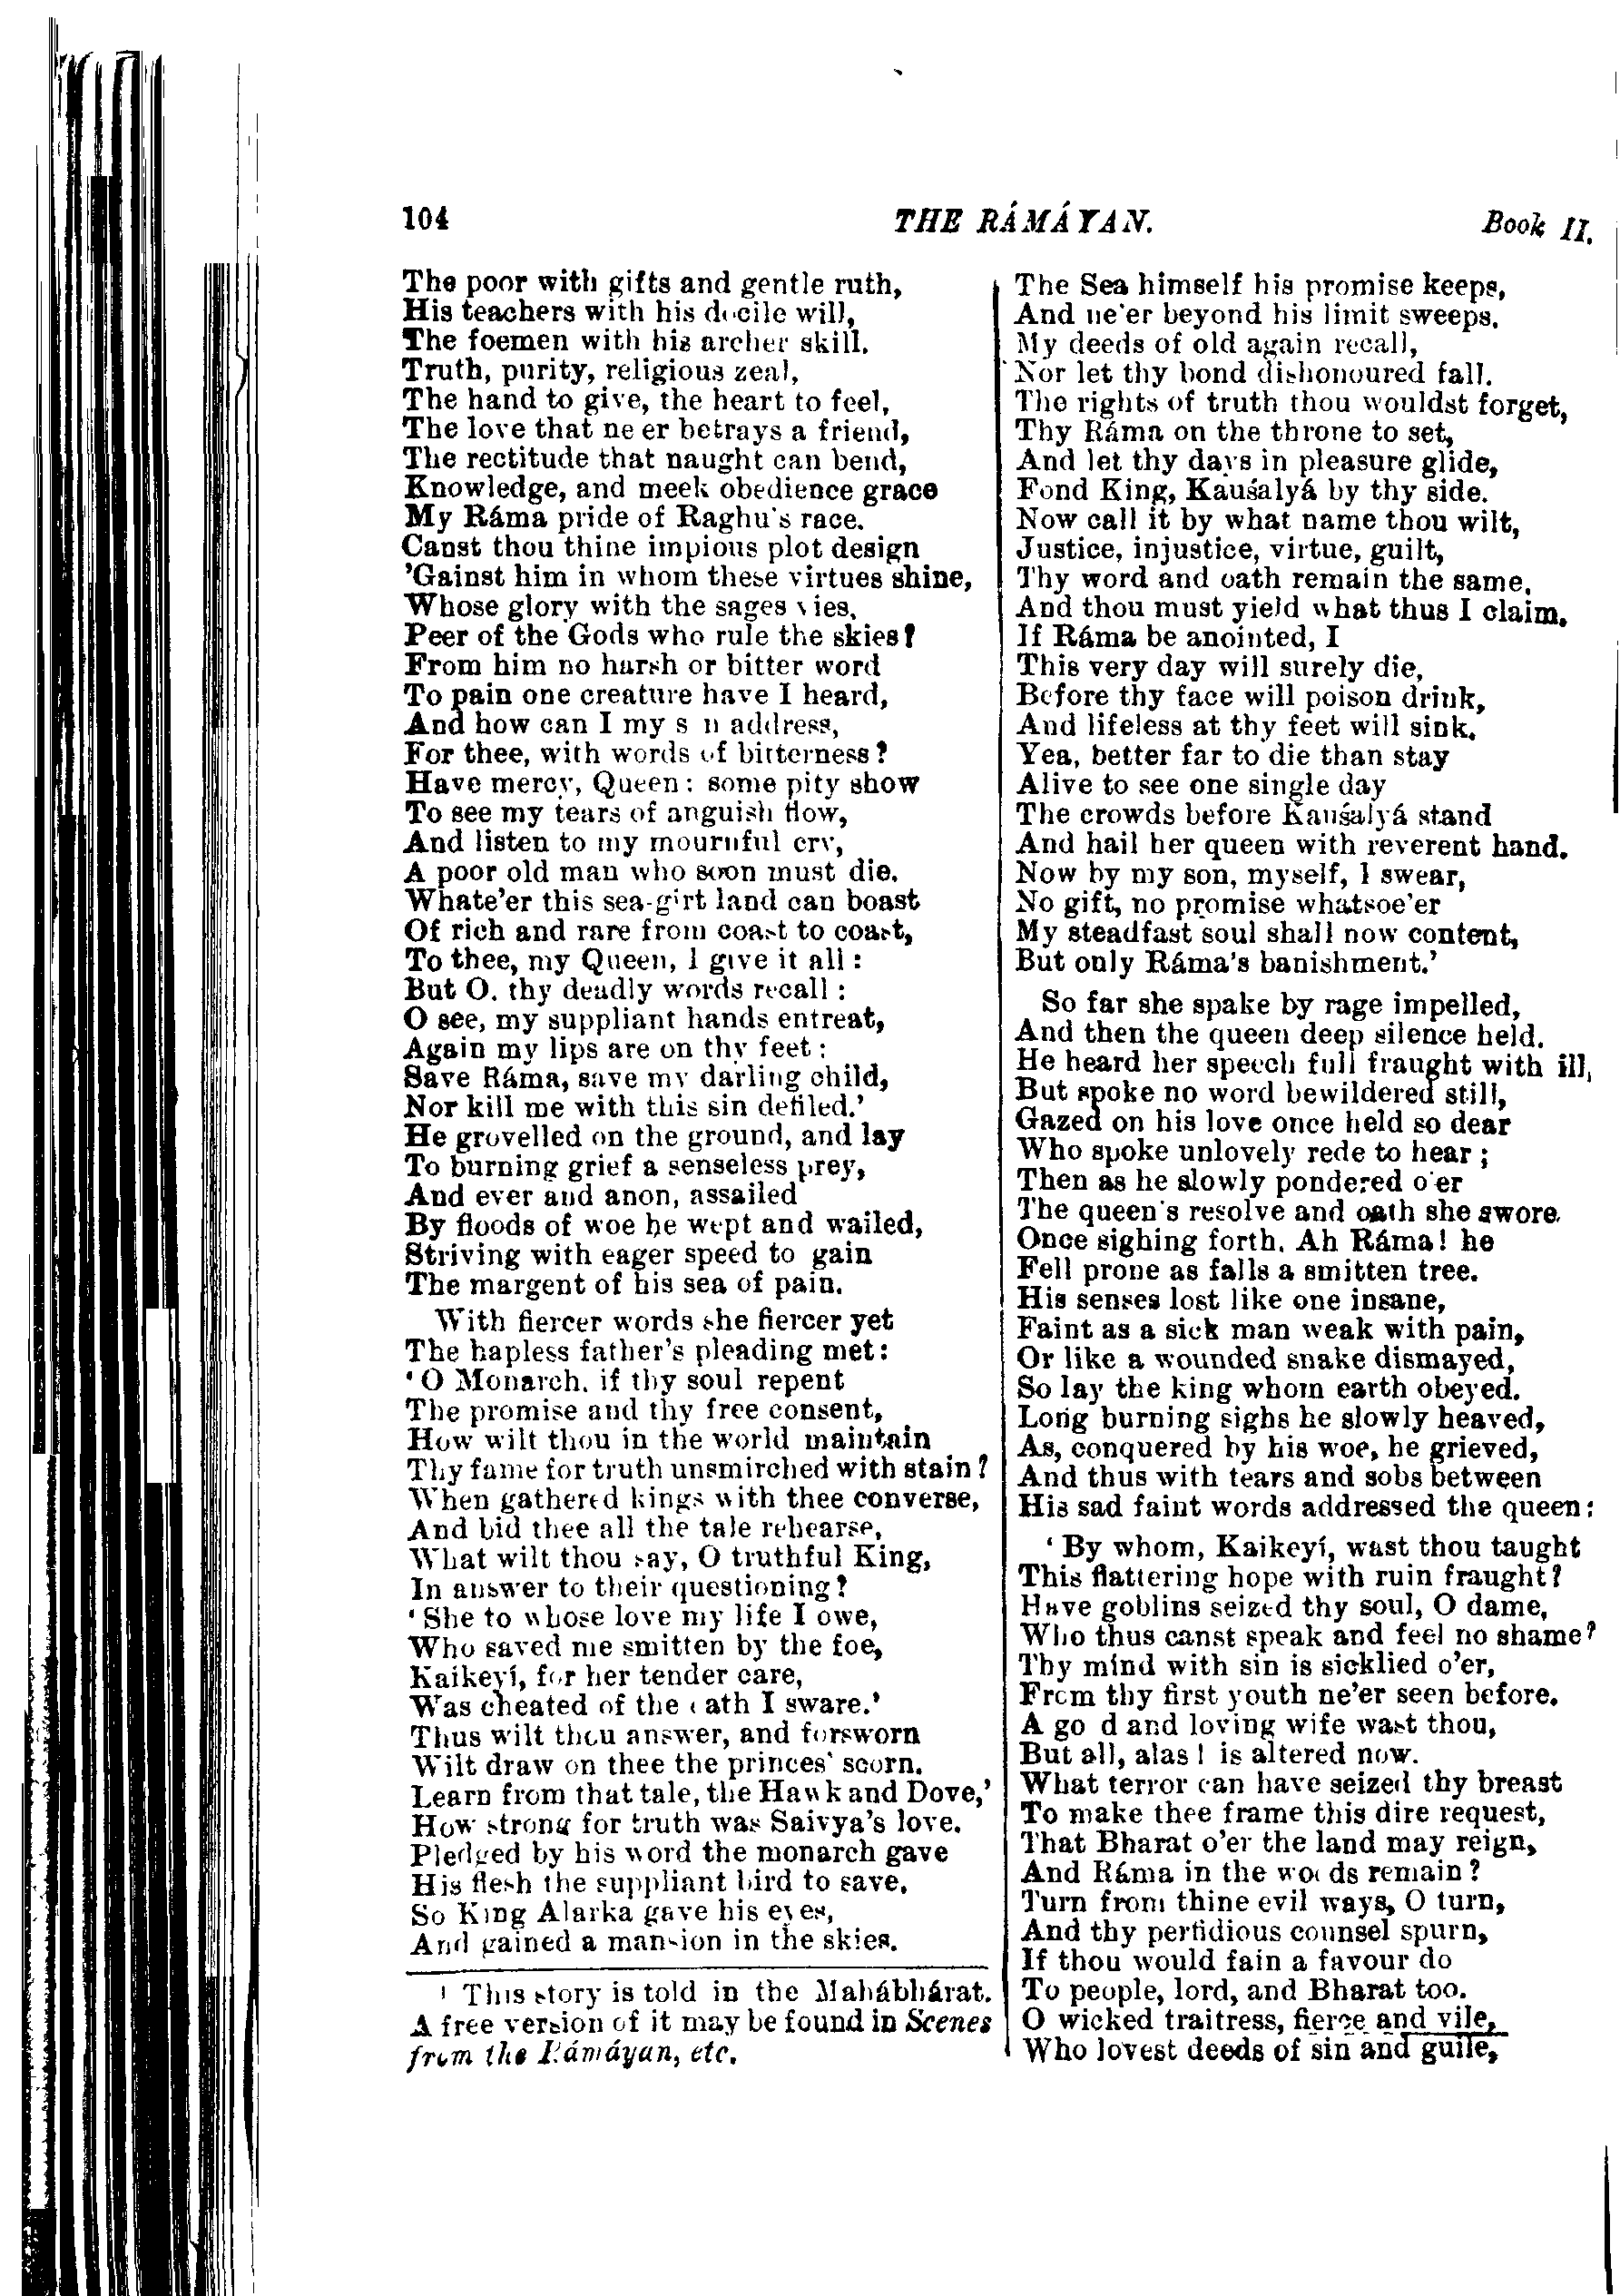 104
THE RÁMÁYAN.
Book II.
The poor with gifts and gentle ruth,
His teachers with his docile will,
The foemen with his archer skill.
Truth, purity, religious zeal,
The hand to give, the heart to feel,
The love that ne er betrays a friend,
The rectitude that naught can bend,
Knowledge, and meek obedience grace
My Ráma pride of Raghu's race.
Canst thou thine impious plot design
'Gainst him in whom these virtues shine,
Whose glory with the sages vies,
Peer of the Gods who rule the skies?
From him no harsh or bitter word
To pain one creature have I heard,
And how can I my s n address,
For thee, with words of bitterness?
Have mercy, Queen: some pity show
To see my tears of anguish flow,
And listen to my mournful cry,
A poor old man who soon must die.
Whate'er this sea-girt land can boast
Of rich and rare from coast to coast,
To thee, my Queen, I give it all:
But O. thy deadly words recall:
O see, my suppliant hands entreat,
Again my lips are on thy feet:
Save Ráma, save my darling child,
Nor kill me with this sin defiled.'
He grovelled on the ground, and lay
To burning grief a senseless prey,
And ever and anon, assailed
By floods of woe he wept and wailed,
Striving with eager speed to gain
The margent of his sea of pain.
With fiercer words she fiercer yet
The hapless father's pleading met:
'O Monarch. if thy soul repent
The promise and thy free consent,
How wilt thou in the world maintain
Thy fame for truth unsmirched with stain?
When gathered kings with thee converse,
And bid thee all the tale rehearse,
What wilt thou say, O truthful King,
In answer to their questioning?
'She to whose love my life I owe,
Who saved me smitten by the foe,
Kaikeyí, for her tender care,
Was cheated of the oath I sware.'
Thus wilt thou answer, and forsworn
Wilt draw on thee the princes' scorn.
Learn from that tale, the Hawk and Dove,¹
How strong for truth was Saivya's love.
Pledged by his word the monarch gave
His flesh the suppliant bird to save.
So King Alarka gave his eyes,
And gained a mansion in the skies.
¹ This story is told in the Mahábhárat.
A free version of it may be found in Scenes
from the Rámáyan, etc.
The Sea himself his promise keeps,
And ne'er beyond his limit sweeps.
My deeds of old again recall,
Nor let thy bond dishonoured fall.
The rights of truth thou wouldst forget,
Thy Ráma on the throne to set,
And let thy days in pleasure glide,
Fond King, Kauśalyá by thy side.
Now call it by what name thou wilt,
Justice, injustice, virtue, guilt,
Thy word and oath remain the same,
And thou must yield what thus I claim.
If Ráma be anointed, I
This very day will surely die,
Before thy face will poison drink,
And lifeless at thy feet will sink.
Yea, better far to die than stay
Alive to see one single day
The crowds before Kauśalyá stand
And hail her queen with reverent hand.
Now by my son, myself, I swear,
No gift, no promise whatsoe'er
My steadfast soul shall now content,
But only Ráma's banishment.'
So far she spake by rage impelled,
And then the queen deep silence held.
He heard her speech full fraught with ill,
But spoke no word bewildered still,
Gazed on his love once held so dear
Who spoke unlovely rede to hear;
Then as he slowly pondered o'er
The queen's resolve and oath she swore.
Once sighing forth, Ah Ráma! he
Fell prone as falls a smitten tree.
His senses lost like one insane,
Faint as a sick man weak with pain,
Or like a wounded snake dismayed,
So lay the king whom earth obeyed.
Long burning sighs he slowly heaved,
As, conquered by his woe, he grieved,
And thus with tears and sobs between
His sad faint words addressed the queen:
'By whom, Kaikeyí, wast thou taught
This flattering hope with ruin fraught?
Have goblins seized thy soul, O dame,
Who thus canst speak and feel no shame?
Thy mind with sin is sicklied o'er,
From thy first youth ne'er seen before.
A go d and loving wife wast thou,
But all, alas! is altered now.
What terror can have seized thy breast
To make thee frame this dire request,
That Bharat o'er the land may reign,
And Ráma in the woods remain?
Turn from thine evil ways, O turn,
And thy perfidious counsel spurn,
If thou would fain a favour do
To people, lord, and Bharat too.
O wicked traitress, fierce and vile,
Who lovest deeds of sin and guile,